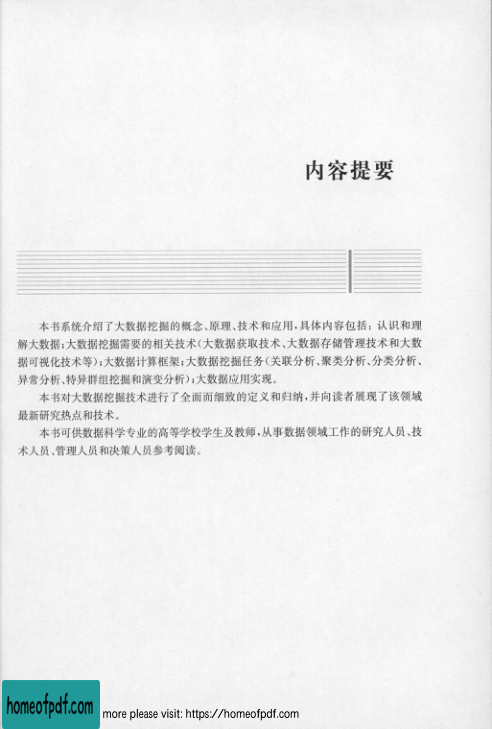 内容提要
本书系统介绍了大数据挖掘的概念、原理、技术和应用,具体内容包括:认识和理
解大数据;大数据挖掘需要的相关技术(大数据获取技术、大数据存储管理技术和大数
据可视化技术等);大数据计算框架;大数据挖掘任务(关联分析、聚类分析、分类分析、
异常分析、特异群组挖掘和演变分析);大数据应用实现。
本书对大数据挖掘技术进行了全面而细致的定义和归纳,并向读者展现了该领域
最新研究热点和技术。
本书可供数据科学专业的高等学校学生及教师,从事数据领域工作的研究人员、技
术人员、管理人员和决策人员参考阅读。
homeofpdf.com
more please visit: https://homeofpdf.com